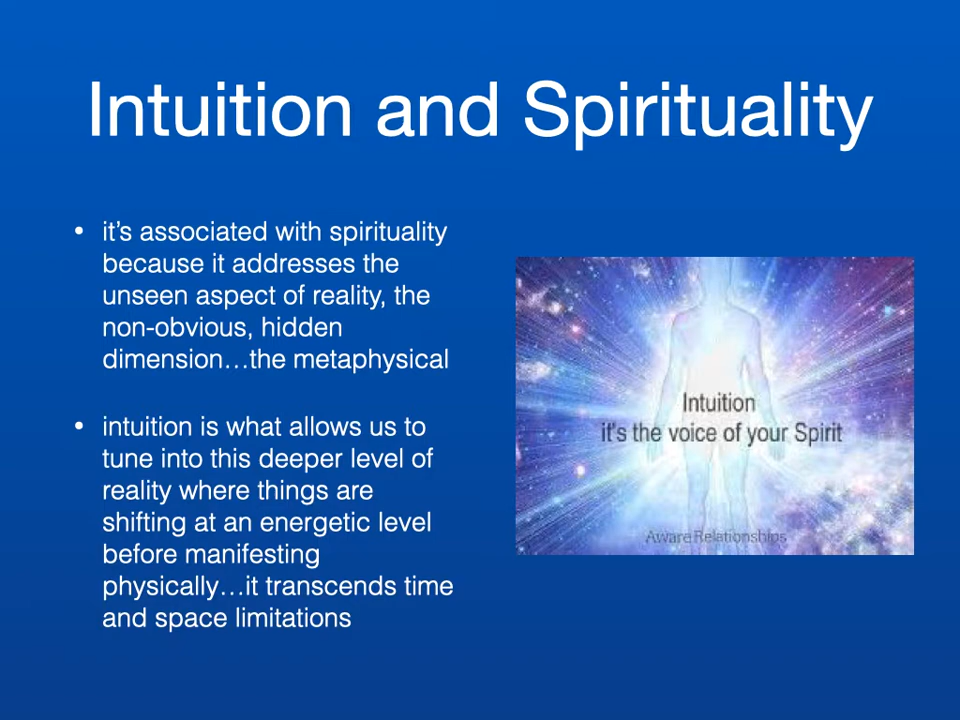 Intuition and Spirituality
• it’s associated with spirituality
because it addresses the
unseen aspect of reality, the
non-obvious, hidden
dimension…the metaphysical
• intuition is what allows us to
tune into this deeper level of
reality where things are
shifting at an energetic level
before manifesting
physically…it transcends time
and space limitations
Intuition
it's the voice of your Spirit
Aware Relationships